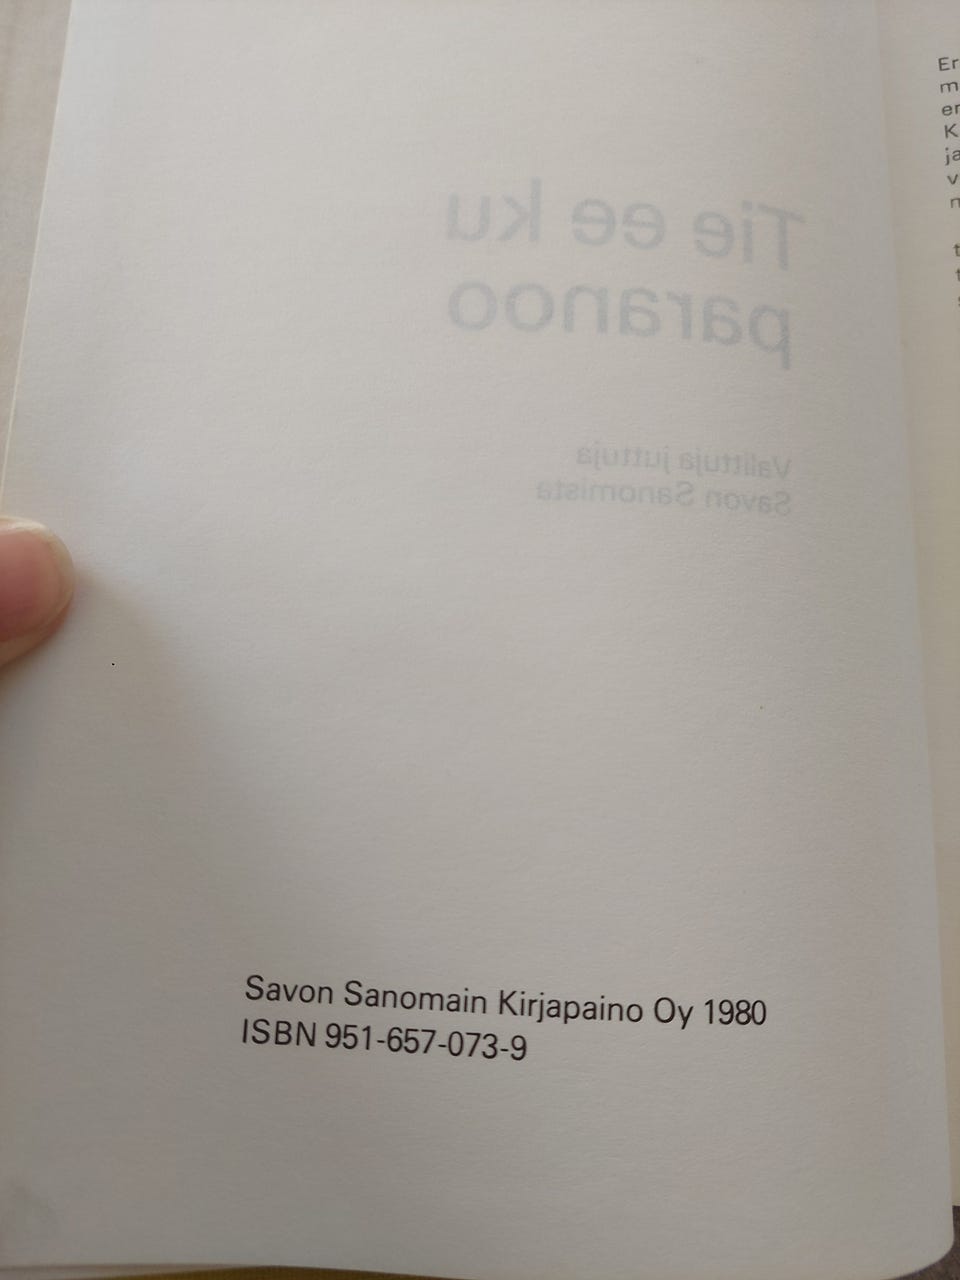 Tie ee ku
paranoo
Valittuja juttuja
Savon Sanomista
Savon Sanomain Kirjapaino Oy 1980
ISBN 951-657-073-9